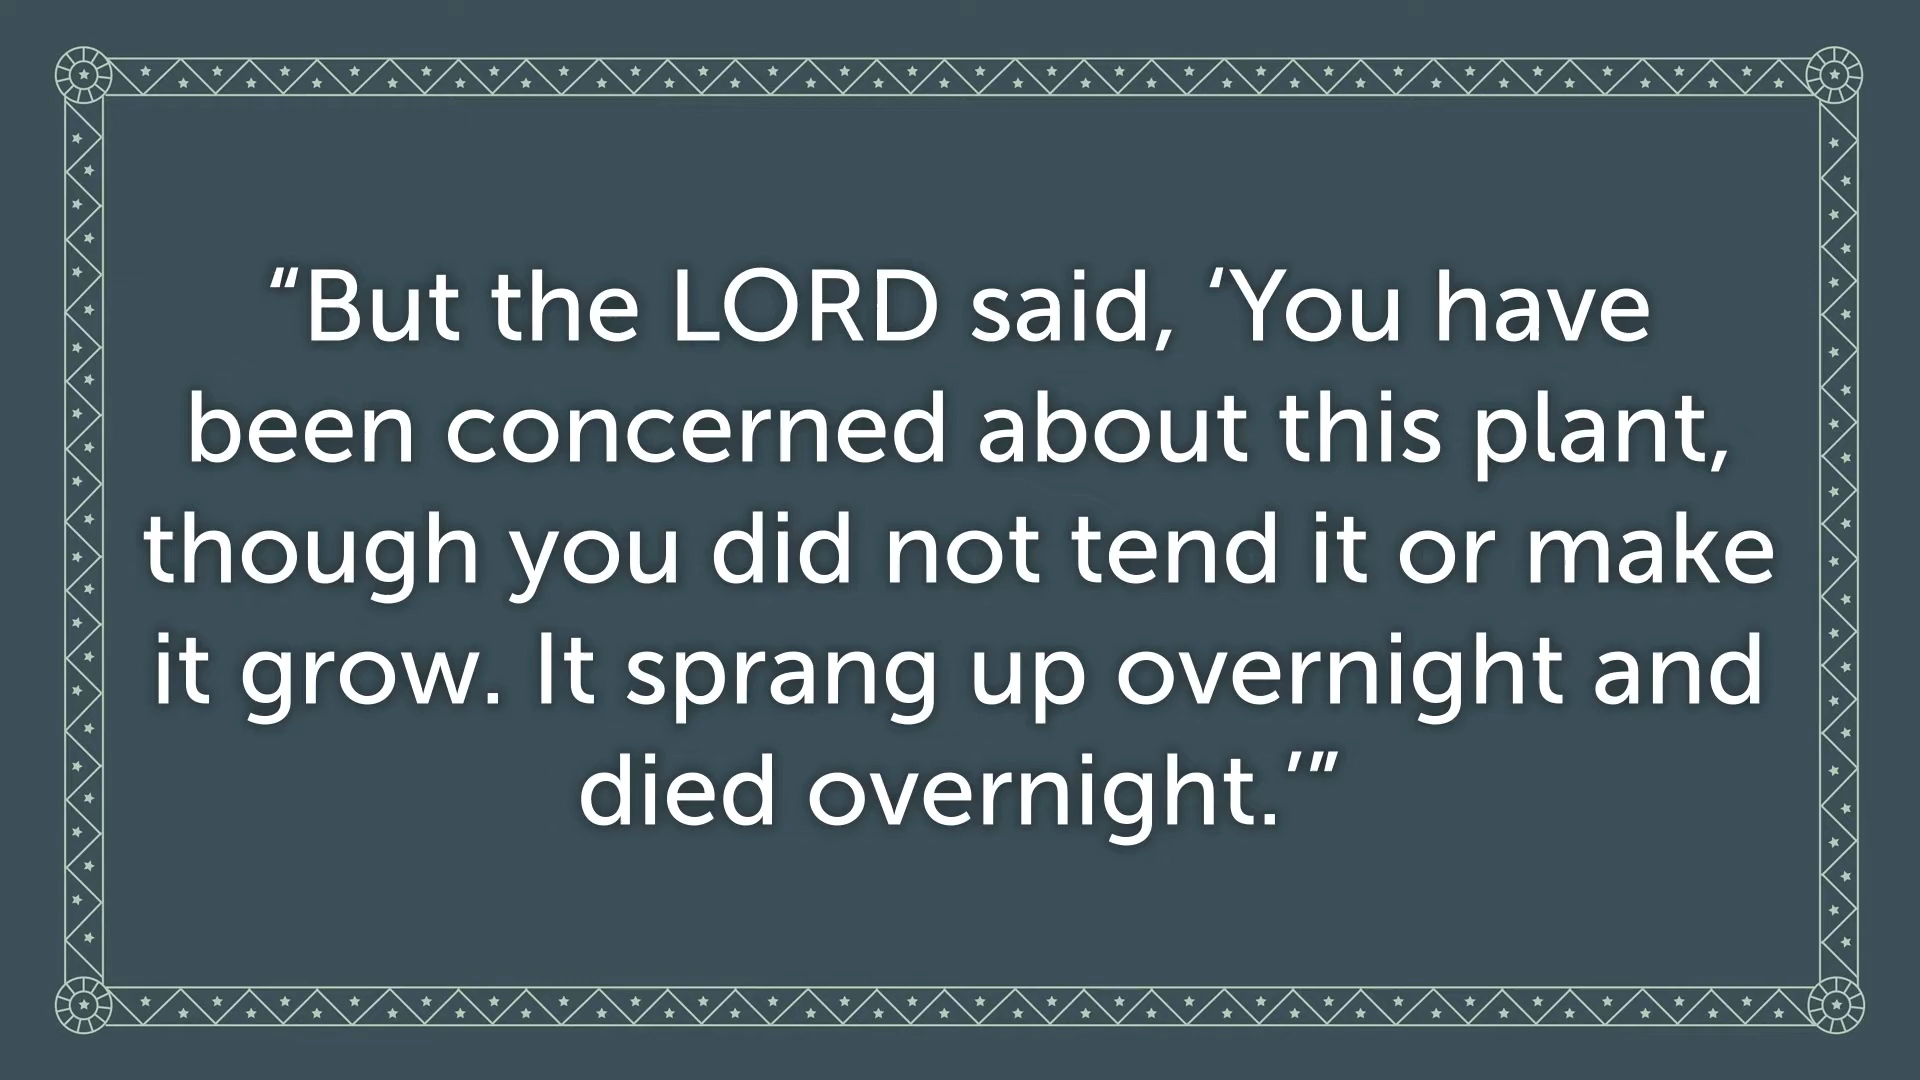 “But the LORD said, ‘You have
been concerned about this plant,
though you did not tend it or make
it grow. It sprang up overnight and
died overnight.’”